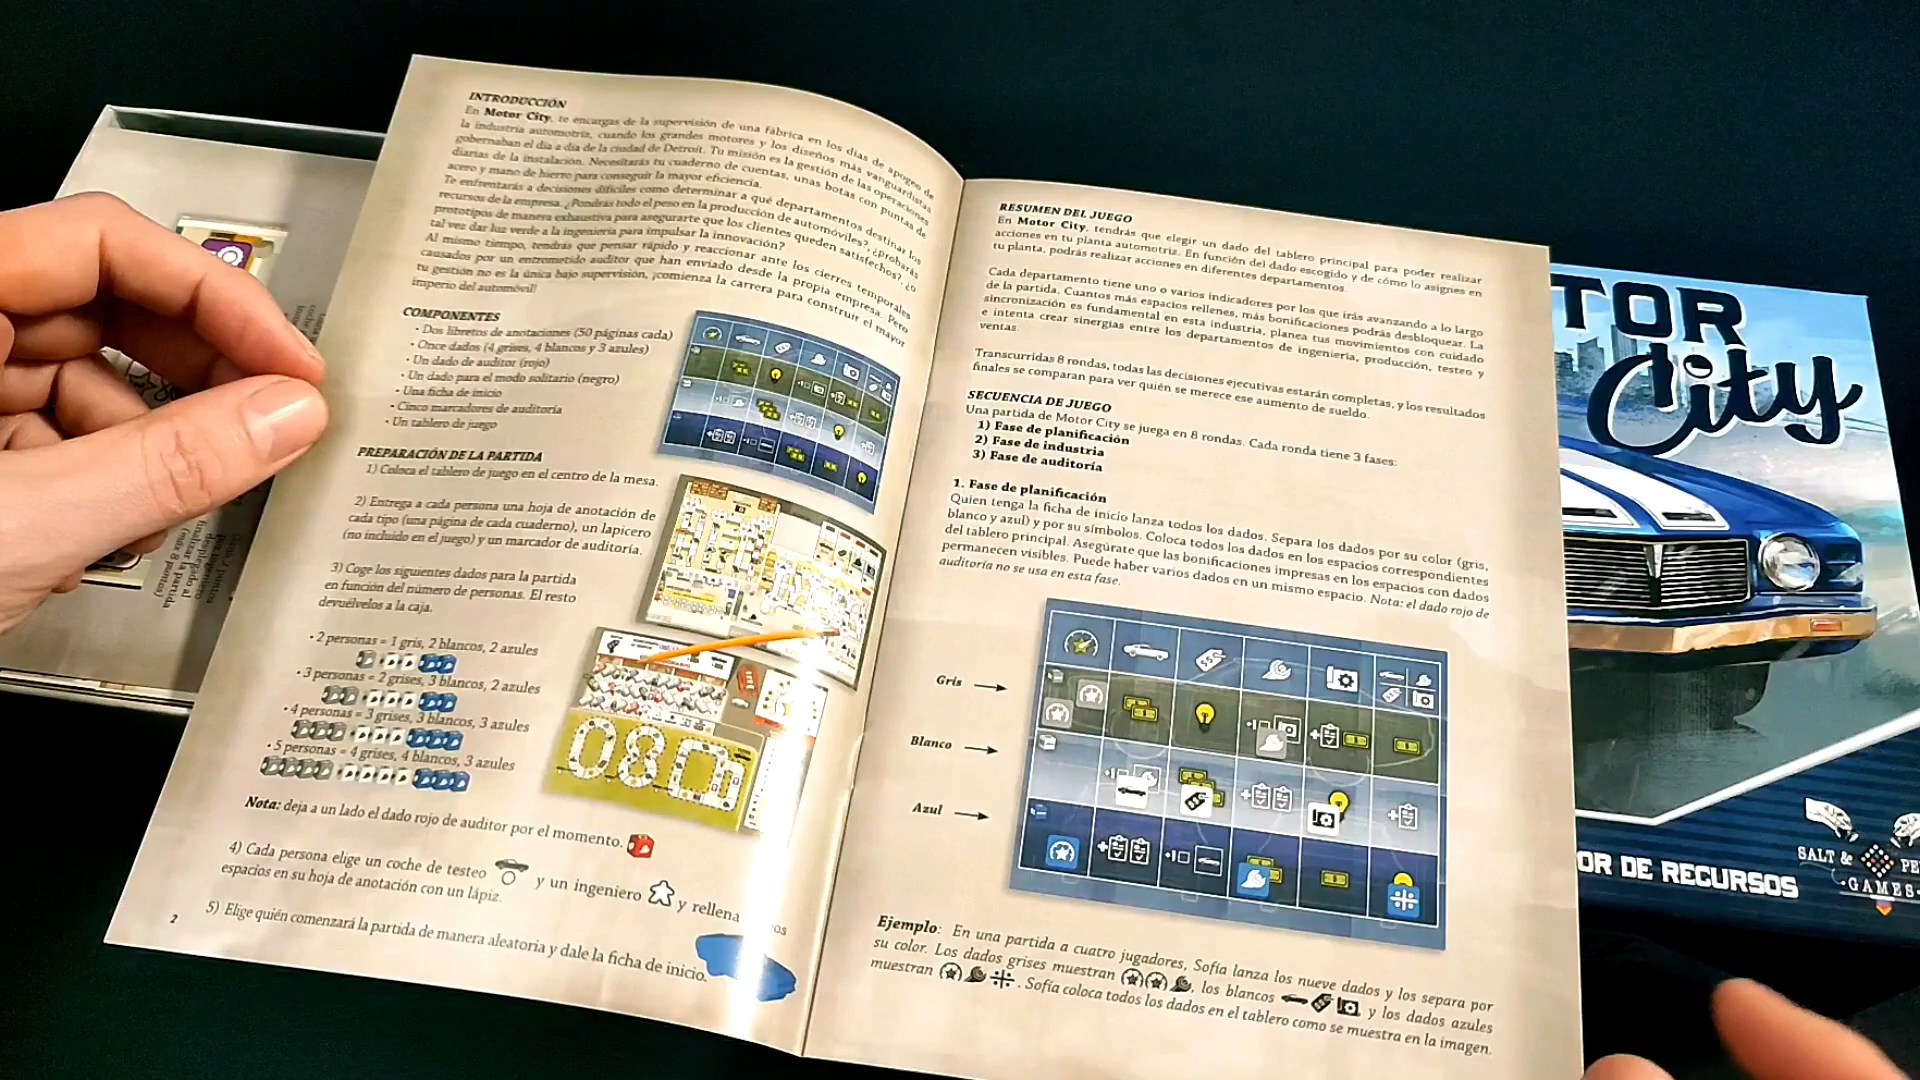 INTRODUCCIÓN
En Motor City, te encargas de la supervisión de una fábrica en los días de apogeo de
la industria automotriz, cuando los grandes motores y los diseños más vanguardistas
gobernaban el día a día de la ciudad de Detroit. Tu misión es la gestión de las operaciones
diarias de la instalación. Necesitarás tu cuaderno de cuentas, unas botas con puntas de
acero y mano de hierro para conseguir la mayor eficiencia.
Te enfrentarás a decisiones difíciles como determinar a qué departamentos destinar los
recursos de la empresa. ¿Pondrás todo el peso en la producción de automóviles?, ¿probarás
prototipos de manera exhaustiva para asegurarte que los clientes queden satisfechos?, ¿o
tal vez dar luz verde a la ingeniería para impulsar la innovación?
Al mismo tiempo, tendrás que pensar rápido y reaccionar ante los cierres temporales
causados por un entrometido auditor que han enviado desde la propia empresa. Pero
tu gestión no es la única bajo supervisión, ¡comienza la carrera para construir el mayor
imperio del automóvil!
COMPONENTES
• Dos libretos de anotaciones (50 páginas cada)
• Once dados (4 grises, 4 blancos y 3 azules)
• Un dado de auditor (rojo)
• Un dado para el modo solitario (negro)
• Una ficha de inicio
• Cinco marcadores de auditoría
• Un tablero de juego
PREPARACIÓN DE LA PARTIDA
1) Coloca el tablero de juego en el centro de la mesa.
2) Entrega a cada persona una hoja de anotación de
cada tipo (una página de cada cuaderno), un lapicero
(no incluido en el juego) y un marcador de auditoría.
3) Coge los siguientes dados para la partida
en función del número de personas. El resto
devuélvelos a la caja.
• 2 personas = 1 gris, 2 blancos, 2 azules
• 3 personas = 2 grises, 3 blancos, 2 azules
• 4 personas = 3 grises, 3 blancos, 3 azules
• 5 personas = 4 grises, 4 blancos, 3 azules
Nota: deja a un lado el dado rojo de auditor por el momento.
4) Cada persona elige un coche de testeo y un ingeniero y rellena
espacios en su hoja de anotación con un lápiz.
5) Elige quién comenzará la partida de manera aleatoria y dale la ficha de inicio.
2
RESUMEN DEL JUEGO
En Motor City, tendrás que elegir un dado del tablero principal para poder realizar
acciones en tu planta automotriz. En función del dado escogido y de cómo lo asignes en
tu planta, podrás realizar acciones en diferentes departamentos.
Cada departamento tiene uno o varios indicadores por los que irás avanzando a lo largo
de la partida. Cuantos más espacios rellenes, más bonificaciones podrás desbloquear. La
sincronización es fundamental en esta industria, planea tus movimientos con cuidado
e intenta crear sinergias entre los departamentos de ingeniería, producción, testeo y
ventas.
Transcurridas 8 rondas, todas las decisiones ejecutivas estarán completas, y los resultados
finales se comparan para ver quién se merece ese aumento de sueldo.
SECUENCIA DE JUEGO
Una partida de Motor City se juega en 8 rondas. Cada ronda tiene 3 fases:
1) Fase de planificación
2) Fase de industria
3) Fase de auditoría
1. Fase de planificación
Quien tenga la ficha de inicio lanza todos los dados. Separa los dados por su color (gris,
blanco y azul) y por su símbolos. Coloca todos los dados en los espacios correspondientes
del tablero principal. Asegúrate que las bonificaciones impresas en los espacios con dados
permanecen visibles. Puede haber varios dados en un mismo espacio. Nota: el dado rojo de
auditoría no se usa en esta fase.
Gris
Blanco
Azul
Ejemplo: En una partida a cuatro jugadores, Sofía lanza los nueve dados y los separa por
su color. Los dados grises muestran , los blancos , y los dados azules
muestran . Sofía coloca todos los dados en el tablero como se muestra en la imagen.
TOR
City
OR DE RECURSOS
SALT & PE
GAMES